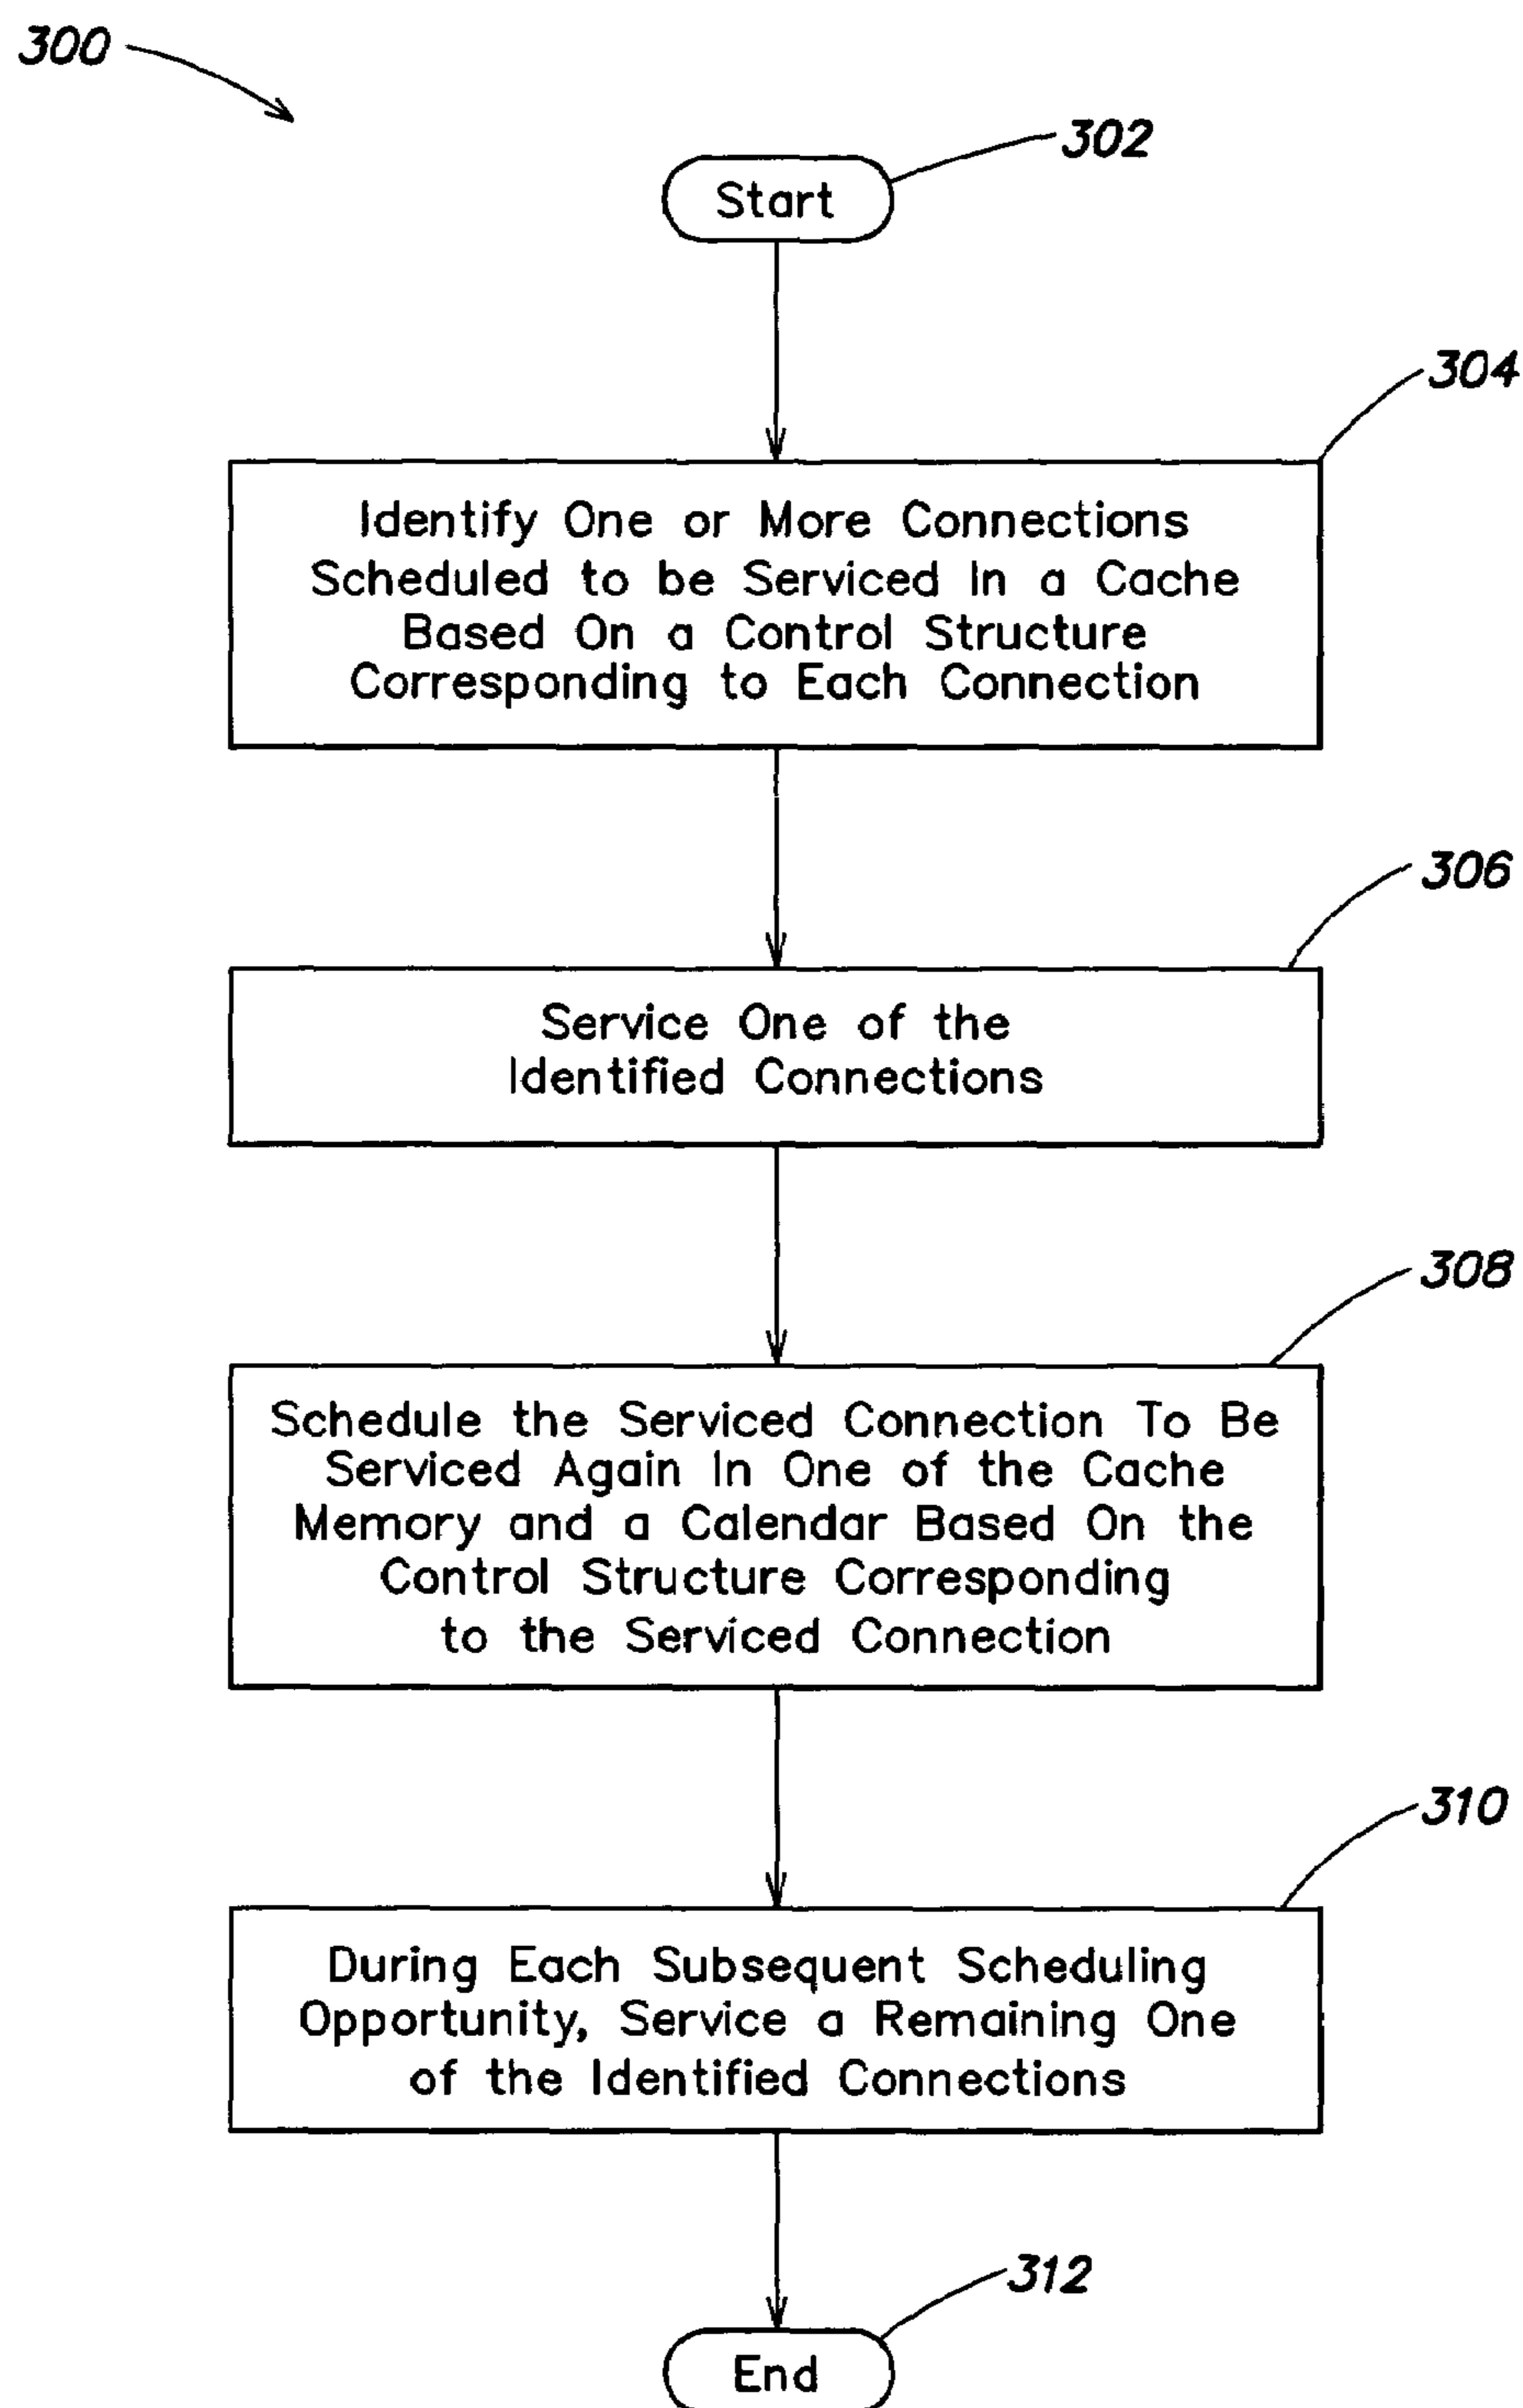 300
302
Start
304
Identify One or More Connections
Scheduled to be Serviced In a Cache
Based On a Control Structure
Corresponding to Each Connection
306
Service One of the
Identified Connections
308
Schedule the Serviced Connection To Be
Serviced Again In One of the Cache
Memory and a Calendar Based On the
Control Structure Corresponding
to the Serviced Connection
310
During Each Subsequent Scheduling
Opportunity, Service a Remaining One
of the Identified Connections
312
End